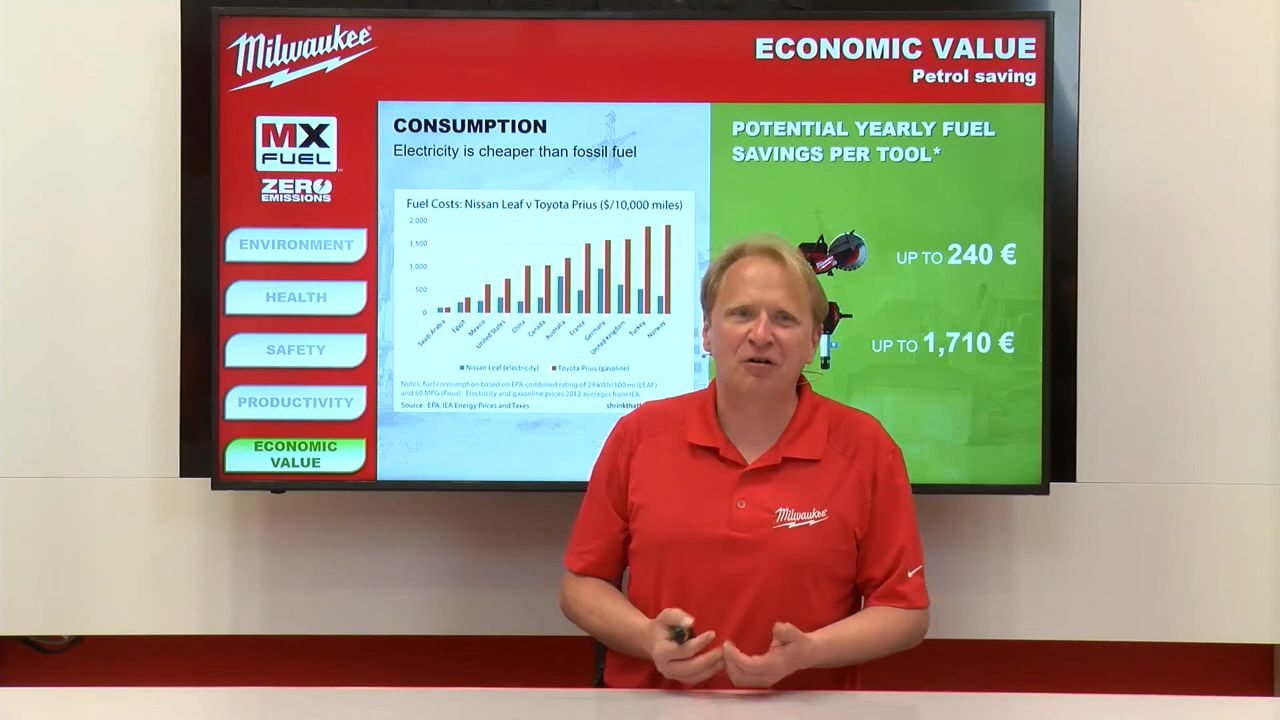 Milwaukee
ECONOMIC VALUE
Petrol saving
MX
FUEL
ZERO
EMISSIONS
ENVIRONMENT
HEALTH
SAFETY
PRODUCTIVITY
ECONOMIC
VALUE
CONSUMPTION
Electricity is cheaper than fossil fuel
Fuel Costs: Nissan Leaf v Toyota Prius ($/10,000 miles)
2,000
1,500
1,000
500
0
Saudi Arabia
Egypt
Mexico
United States
China
Canada
Australia
France
Germany
United Kingdom
Turkey
Norway
Nissan Leaf (electricity)
Toyota Prius (gasoline)
Notes: fuel consumption based on EPA combined rating of 29 kWh/100 mi (LEAF)
and 50 MPG (Prius). Electricity and gasonline prices 2012 averages from IEA
Source: EPA, IEA Energy Prices and Taxes
POTENTIAL YEARLY FUEL
SAVINGS PER TOOL*
UP TO 240 €
UP TO 1,710 €
Milwaukee